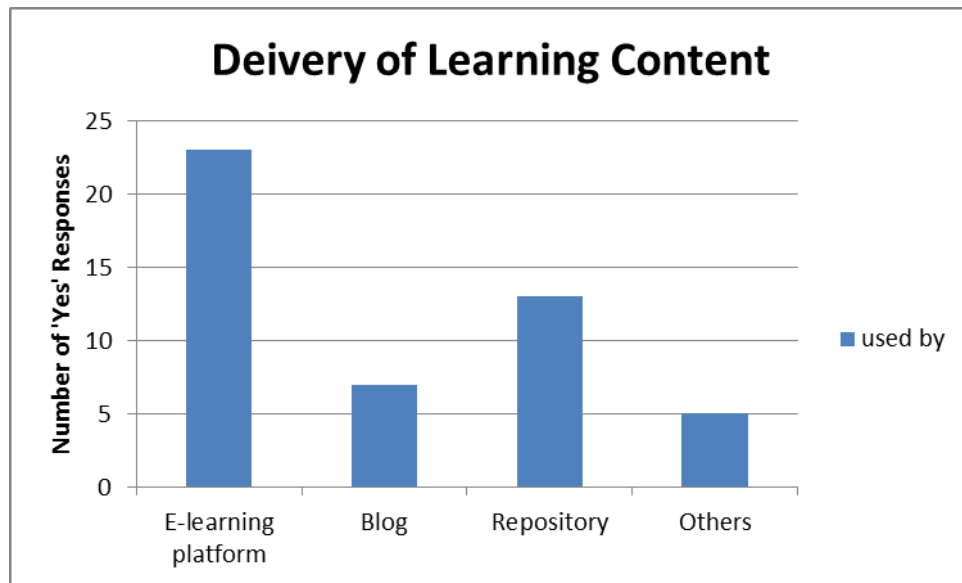 Deivery of Learning Content
Number of 'Yes' Responses
25
20
15
10
5
0
E-learning
platform
Blog
Repository
Others
used by